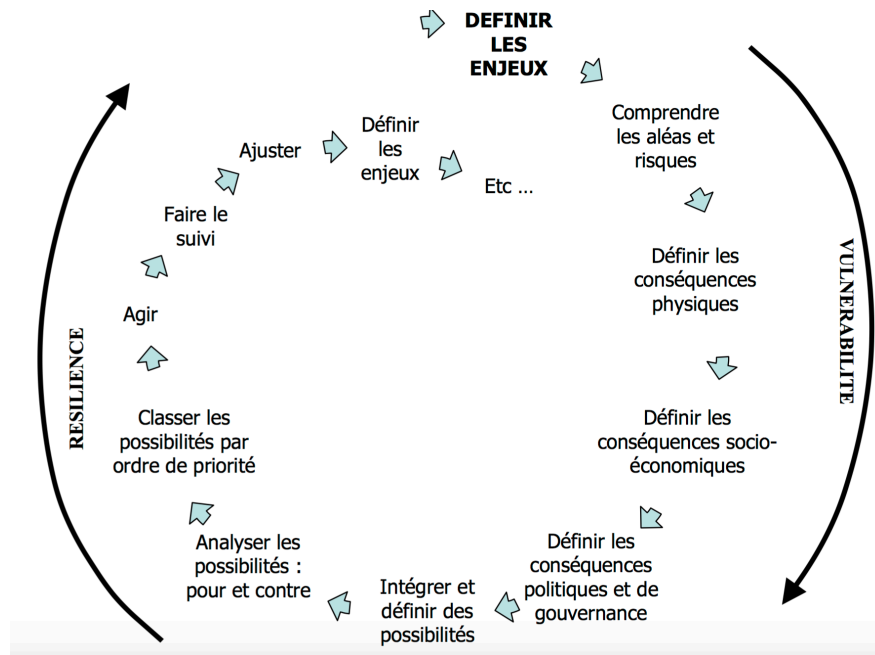 DEFINIR
LES
ENJEUX
Comprendre
les aléas et
risques
Définir les
conséquences
physiques
Définir les
conséquences socio-
économiques
Définir les
conséquences
politiques et de
gouvernance
Intégrer et
définir des
possibilités
Analyser les
possibilités :
pour et contre
Classer les
possibilités par
ordre de priorité
Agir
Faire le
suivi
Ajuster
Définir
les
enjeux
Etc ...
VULNERABILITE
RESILIENCE